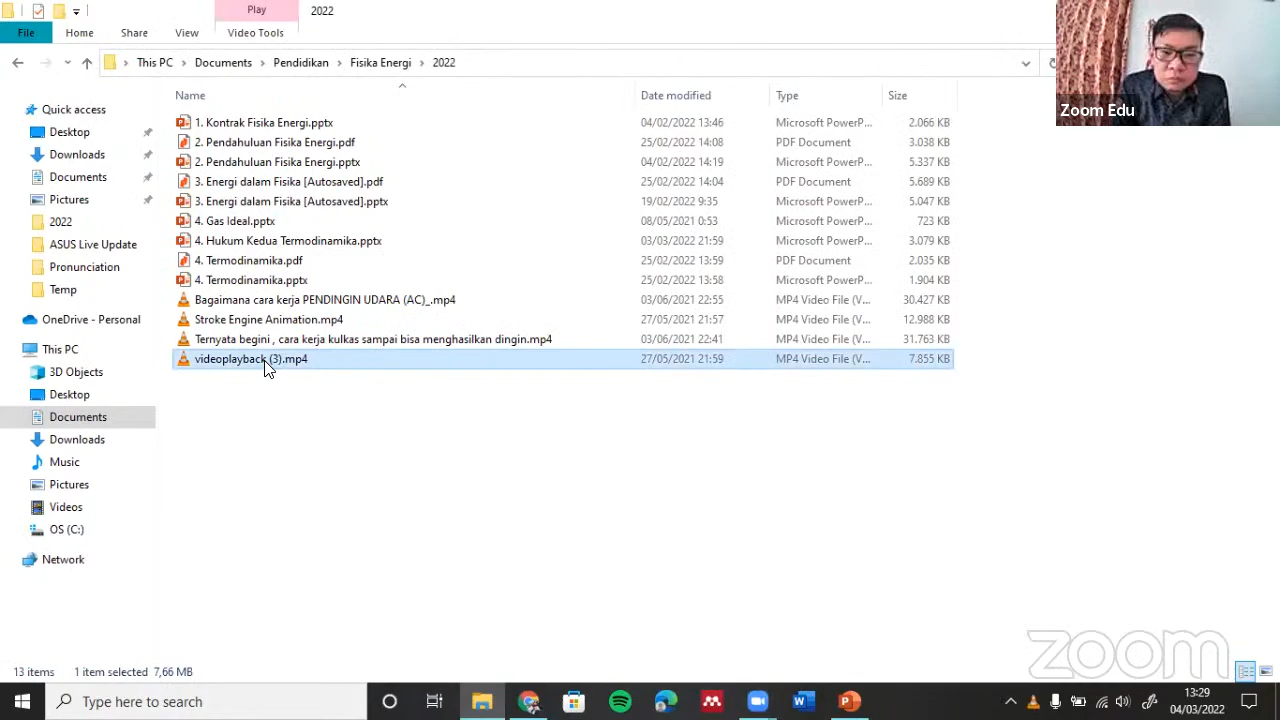 Play
2022
File
Home
Share
View
Video Tools
This PC
Documents
Pendidikan
Fisika Energi
2022
Zoom Edu
Name
Date modified
Type
Size
Quick access
Desktop
Downloads
Documents
Pictures
2022
ASUS Live Update
Pronunciation
Temp
OneDrive - Personal
This PC
3D Objects
Desktop
Documents
Downloads
Music
Pictures
Videos
OS (C:)
Network
1. Kontrak Fisika Energi.pptx 04/02/2022 13:46 Microsoft PowerP... 2.066 KB
2. Pendahuluan Fisika Energi.pdf 25/02/2022 14:08 PDF Document 3.038 KB
2. Pendahuluan Fisika Energi.pptx 04/02/2022 14:19 Microsoft PowerP... 5.337 KB
3. Energi dalam Fisika [Autosaved].pdf 25/02/2022 14:04 PDF Document 5.689 KB
3. Energi dalam Fisika [Autosaved].pptx 19/02/2022 9:35 Microsoft PowerP... 5.047 KB
4. Gas Ideal.pptx 08/05/2021 0:53 Microsoft PowerP... 723 KB
4. Hukum Kedua Termodinamika.pptx 03/03/2022 21:59 Microsoft PowerP... 3.079 KB
4. Termodinamika.pdf 25/02/2022 13:59 PDF Document 2.035 KB
4. Termodinamika.pptx 25/02/2022 13:58 Microsoft PowerP... 1.904 KB
Bagaimana cara kerja PENDINGIN UDARA (AC)_.mp4 03/06/2021 22:55 MP4 Video File (V... 30.427 KB
Stroke Engine Animation.mp4 27/05/2021 21:57 MP4 Video File (V... 12.988 KB
Ternyata begini , cara kerja kulkas sampai bisa menghasilkan dingin.mp4 03/06/2021 22:41 MP4 Video File (V... 31.763 KB
videoplayback (3).mp4 27/05/2021 21:59 MP4 Video File (V... 7.855 KB
zoom
13 items 1 item selected 7,66 MB
Type here to search
13:29
04/03/2022